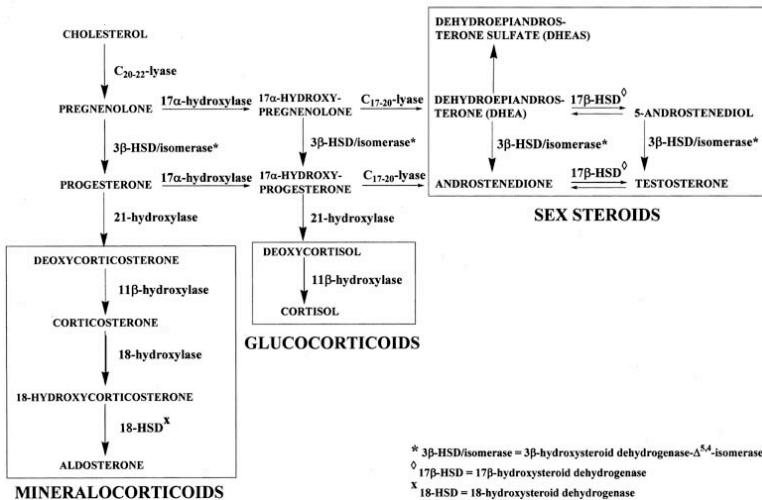 CHOLESTEROL
C20-22-lyase
PREGNENOLONE
17α-hydroxylase
17α-HYDROXY-
PREGNENOLONE
C17-20-lyase
DEHYDROEPIANDROS-
TERONE SULFATE (DHEAS)
DEHYDROEPIANDROS-
TERONE (DHEA)
17β-HSD◊
5-ANDROSTENEDIOL
3β-HSD/isomerase*
3β-HSD/isomerase*
3β-HSD/isomerase*
3β-HSD/isomerase*
PROGESTERONE
17α-hydroxylase
17α-HYDROXY-
PROGESTERONE
C17-20-lyase
ANDROSTENEDIONE
17β-HSD◊
TESTOSTERONE
SEX STEROIDS
21-hydroxylase
21-hydroxylase
DEOXYCORTICOSTERONE
11β-hydroxylase
CORTICOSTERONE
18-hydroxylase
18-HYDROXYCORTICOSTERONE
18-HSDx
ALDOSTERONE
MINERALOCORTICOIDS
DEOXYCORTISOL
11β-hydroxylase
CORTISOL
GLUCOCORTICOIDS
* 3β-HSD/isomerase = 3β-hydroxysteroid dehydrogenase-Δ5,4-isomerase
◊ 17β-HSD = 17β-hydroxysteroid dehydrogenase
x 18-HSD = 18-hydroxysteroid dehydrogenase